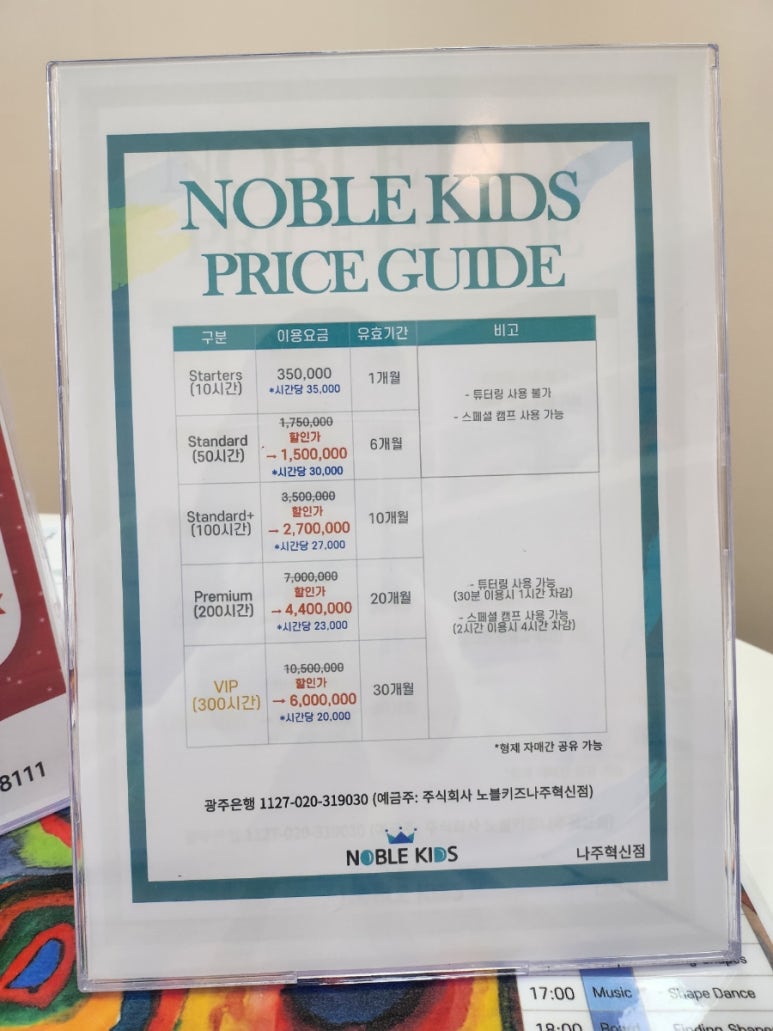 NOBLE KIDS
PRICE GUIDE
구분 이용요금 유효기간 비고
Starters
(10시간)
350,000
*시간당 35,000
1개월
- 튜터링 사용 불가
- 스페셜 캠프 사용 가능
Standard
(50시간)
1,750,000
할인가
→ 1,500,000
*시간당 30,000
6개월
Standard+
(100시간)
3,500,000
할인가
→ 2,700,000
*시간당 27,000
10개월
Premium
(200시간)
7,000,000
할인가
→ 4,400,000
*시간당 23,000
20개월
- 튜터링 사용 가능
(30분 이용시 1시간 차감)
- 스페셜 캠프 사용 가능
(2시간 이용시 4시간 차감)
VIP
(300시간)
10,500,000
할인가
→ 6,000,000
*시간당 20,000
30개월
*형제 자매간 공유 가능
광주은행 1127-020-319030 (예금주: 주식회사 노블키즈나주혁신점)
NOBLE KIDS
나주혁신점
8111
17:00 Music Shape Dance
18:00 Finding